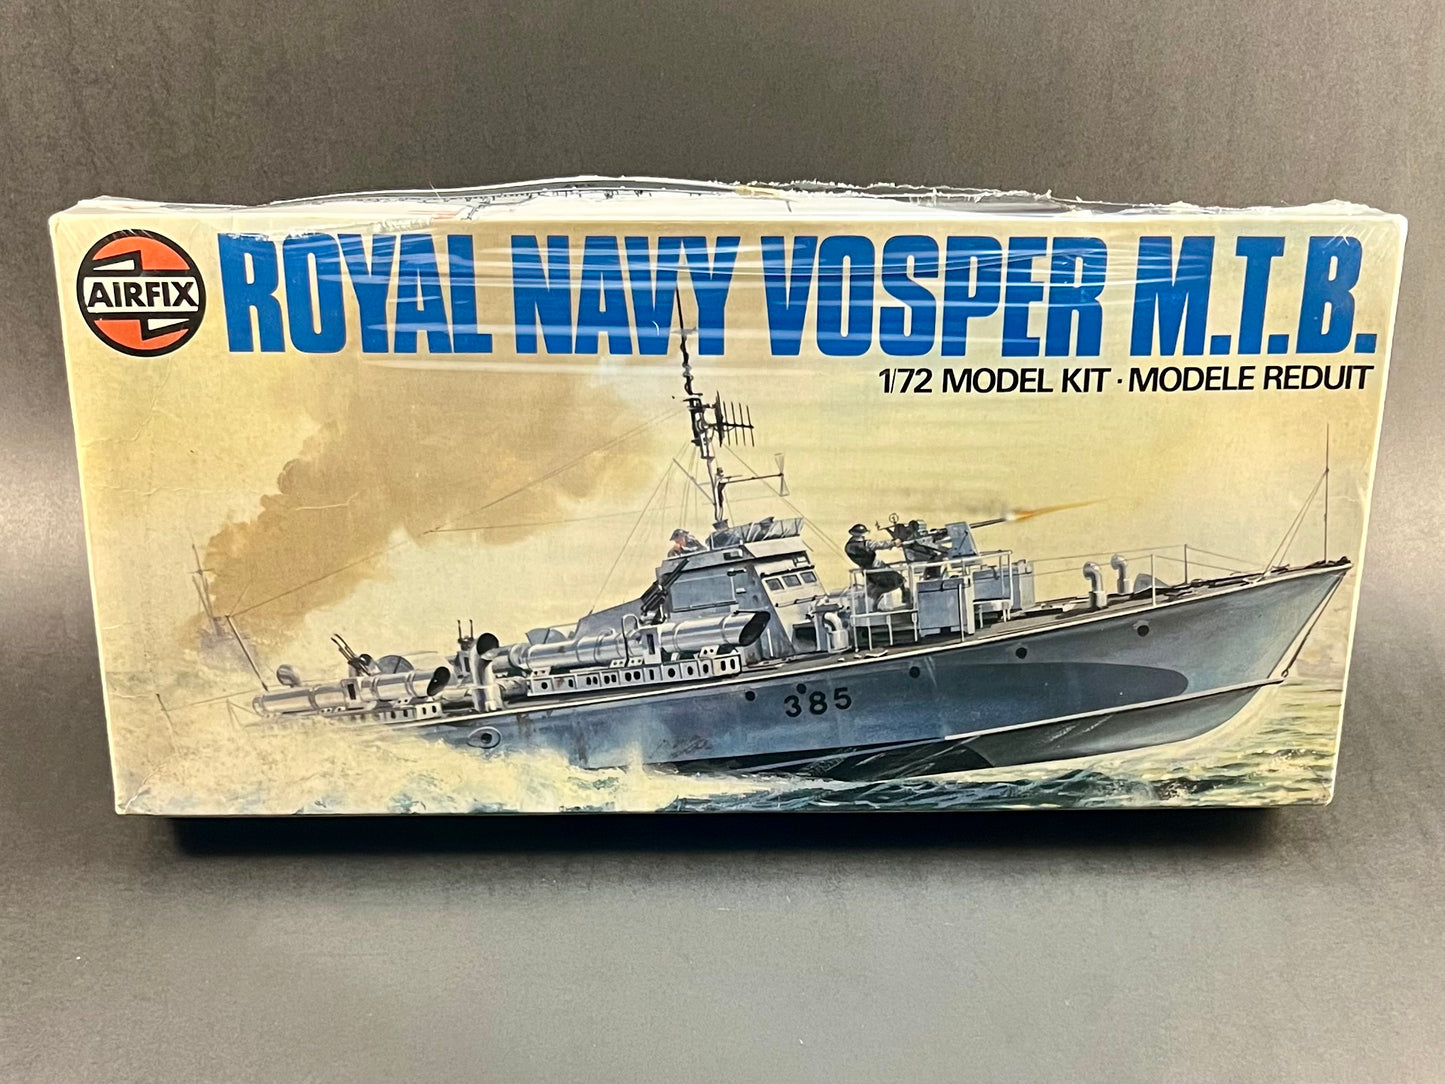 AIRFIX
ROYAL NAVY VOSPER M.T.B.
1/72 MODEL KIT · MODELE REDUIT
385